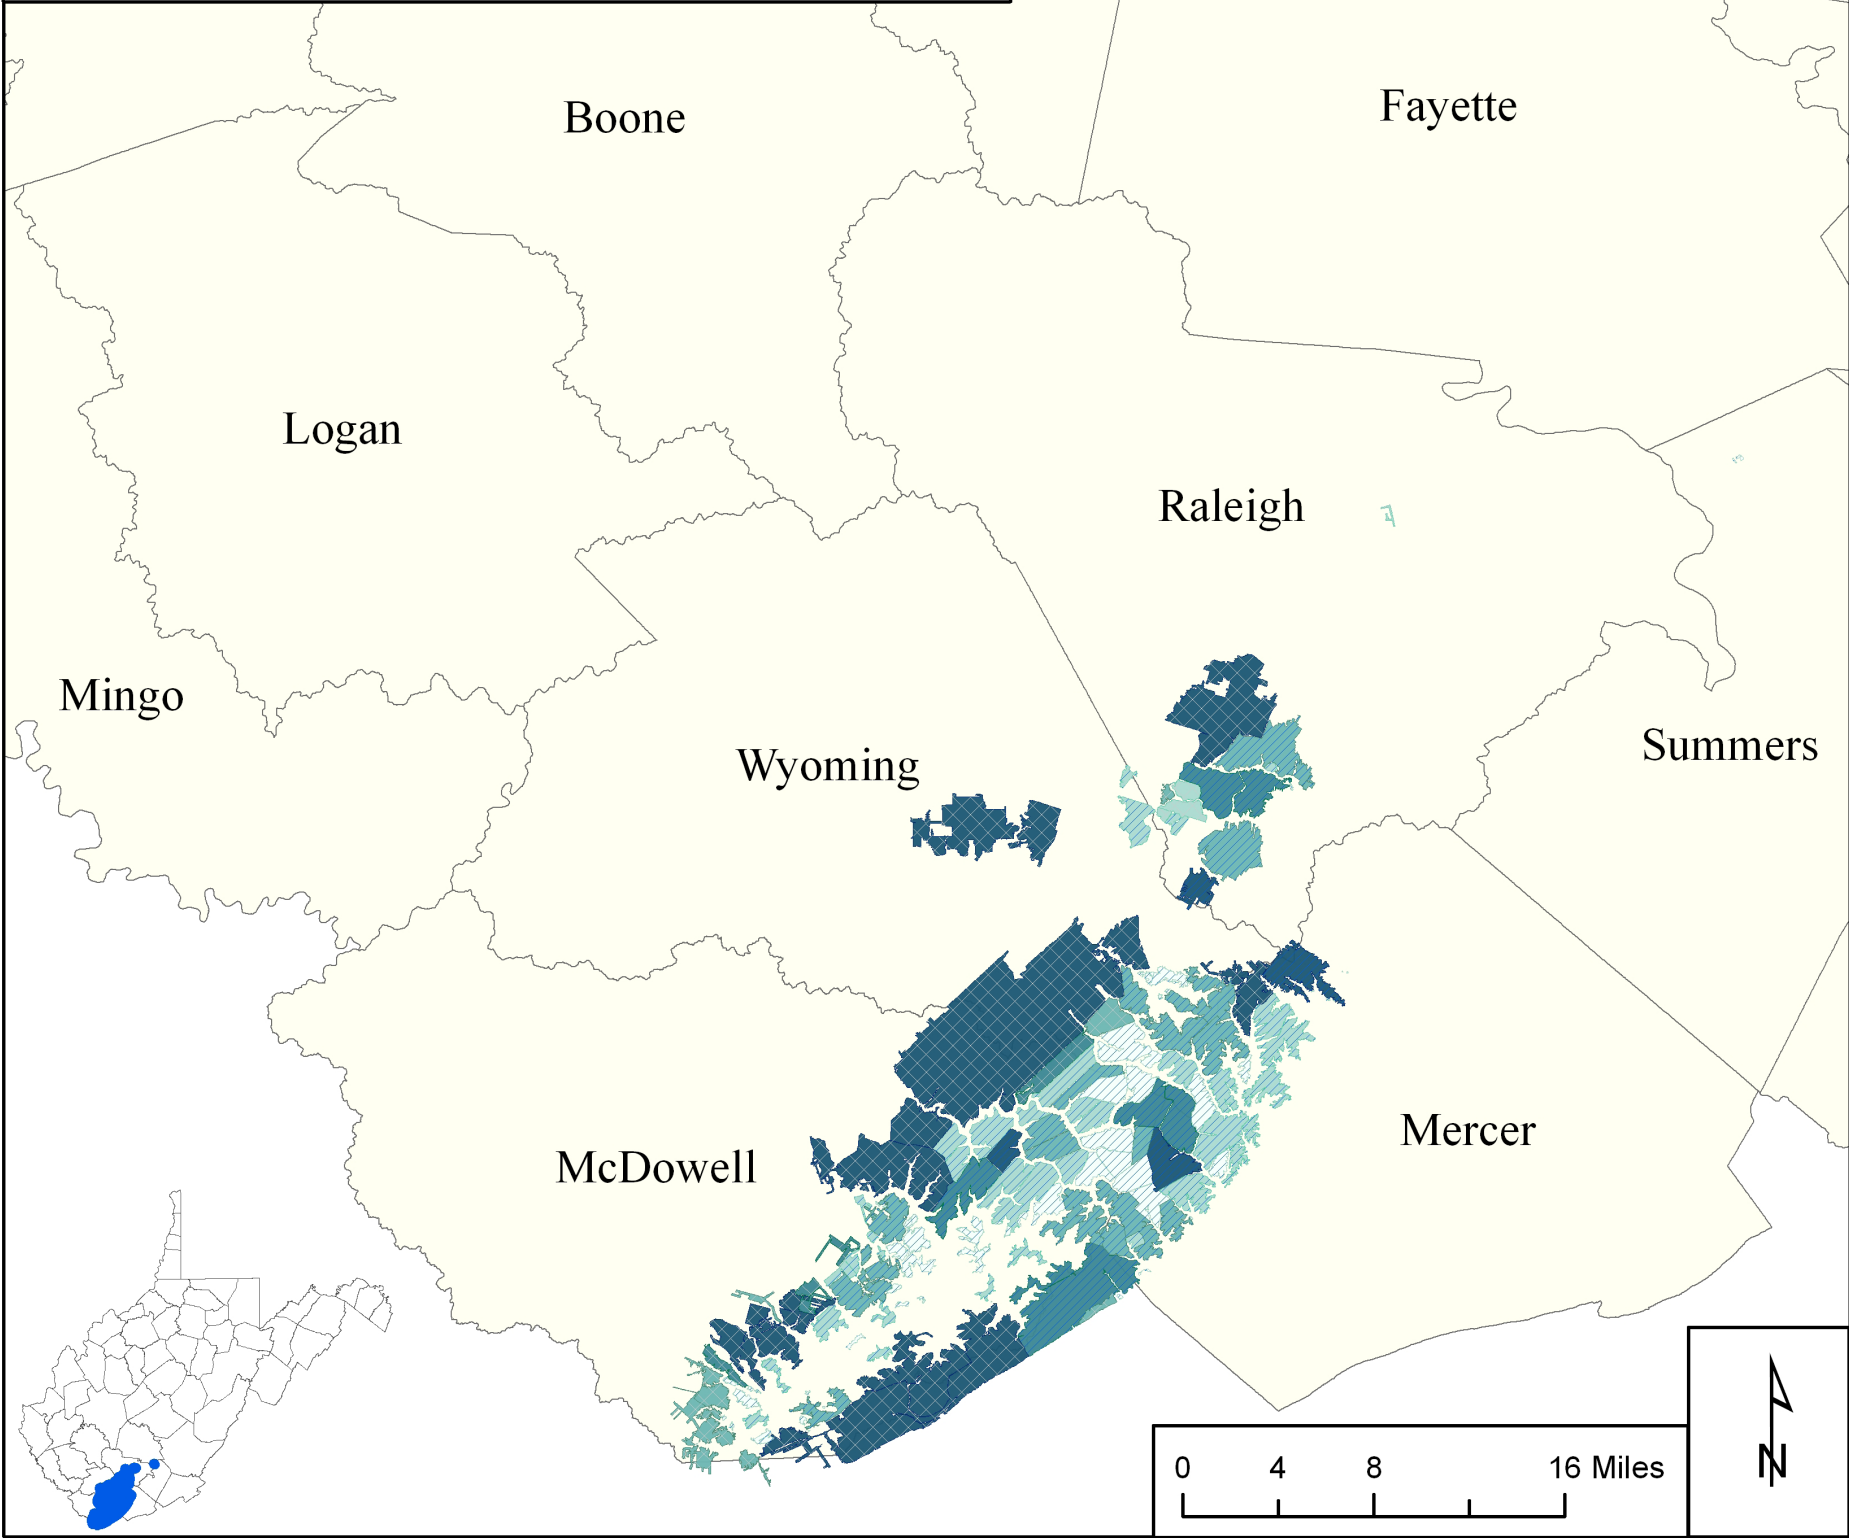 Fayette
Boone
Logan
Raleigh
Mingo
Summers
Wyoming
Mercer
McDowell
0 4 8 16 Miles
N